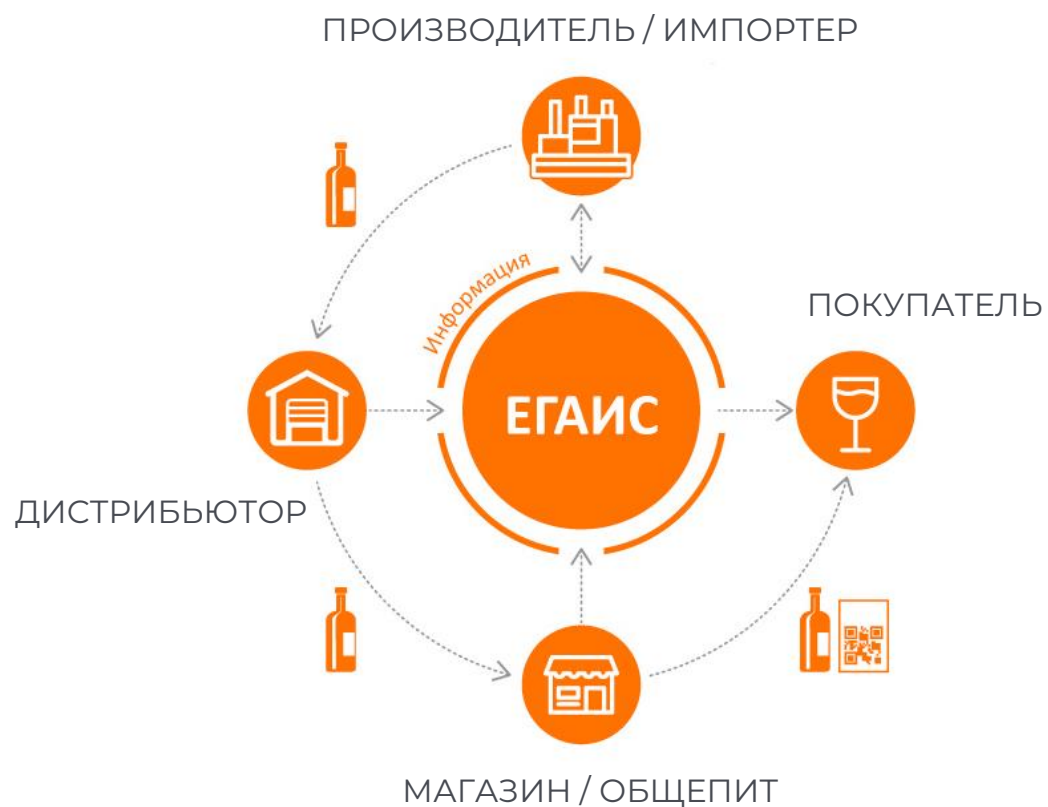 ПРОИЗВОДИТЕЛЬ / ИМПОРТЕР
Информация
ПОКУПАТЕЛЬ
ЕГАИС
ДИСТРИБЬЮТОР
МАГАЗИН / ОБЩЕПИТ